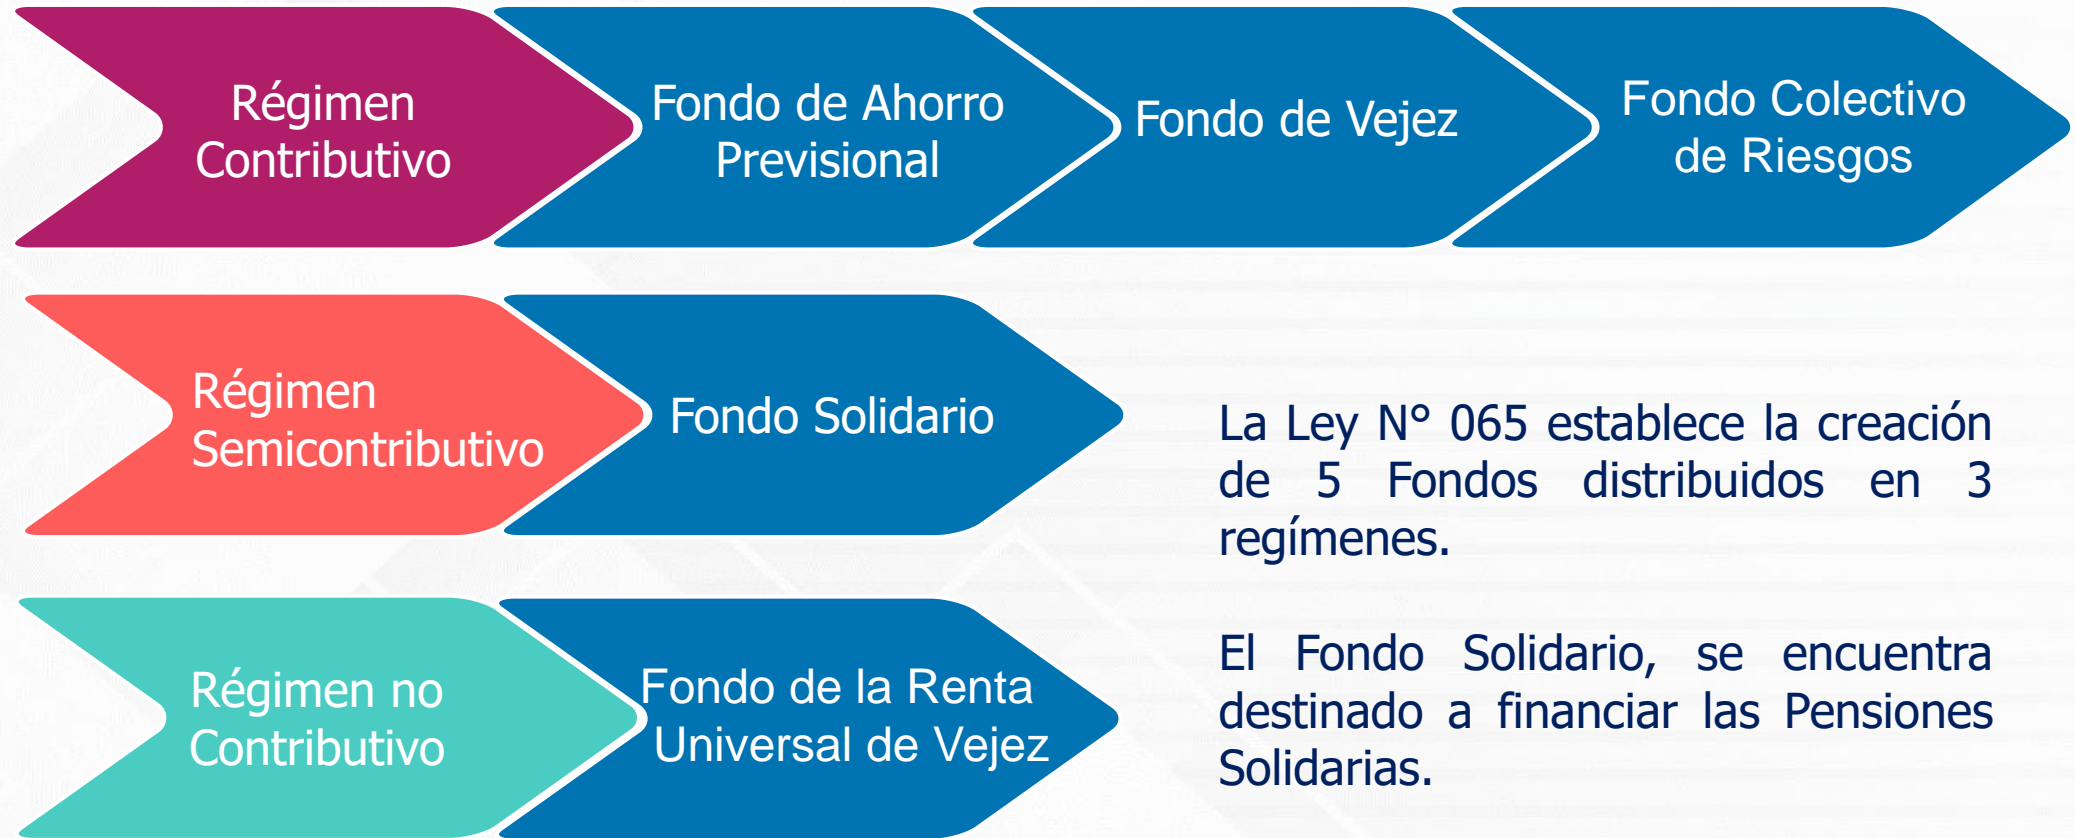 Régimen
Contributivo
Fondo de Ahorro
Previsional
Fondo de Vejez
Fondo Colectivo
de Riesgos
Régimen
Semicontributivo
Fondo Solidario
Régimen no
Contributivo
Fondo de la Renta
Universal de Vejez
La Ley N° 065 establece la creación
de 5 Fondos distribuidos en 3
regímenes.
El Fondo Solidario, se encuentra
destinado a financiar las Pensiones
Solidarias.